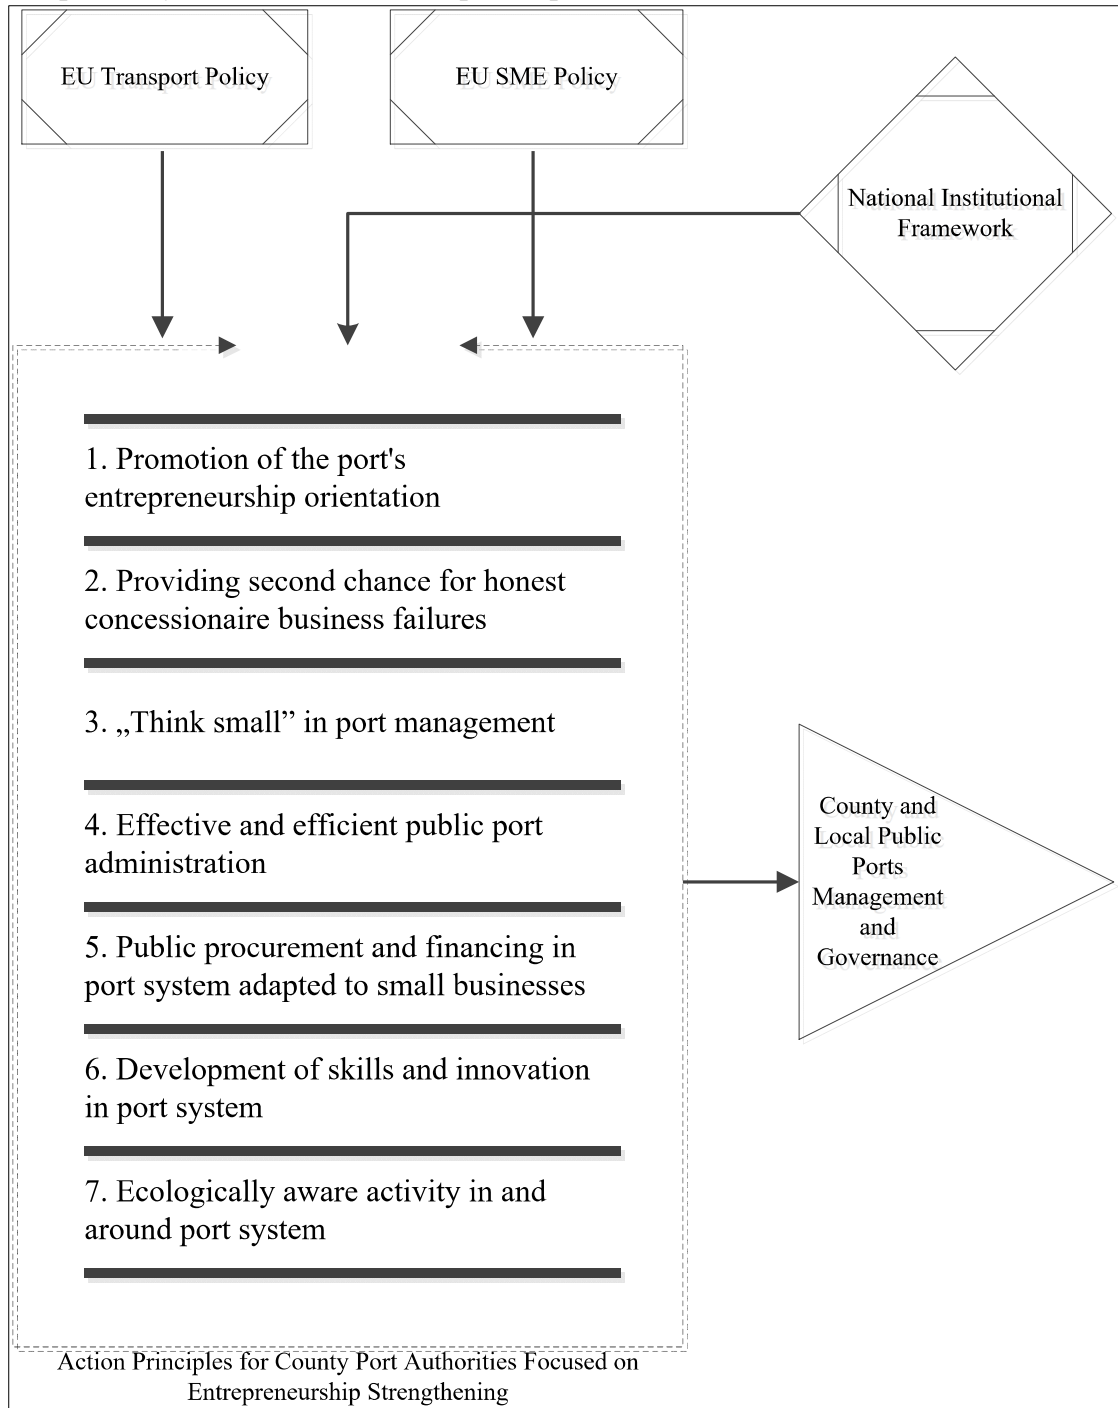 EU Transport Policy
EU SME Policy
National Institutional
Framework
1. Promotion of the port's
entrepreneurship orientation
2. Providing second chance for honest
concessionaire business failures
3. „Think small” in port management
4. Effective and efficient public port
administration
5. Public procurement and financing in
port system adapted to small businesses
6. Development of skills and innovation
in port system
7. Ecologically aware activity in and
around port system
County and
Local Public
Ports
Management
and
Governance
Action Principles for County Port Authorities Focused on
Entrepreneurship Strengthening